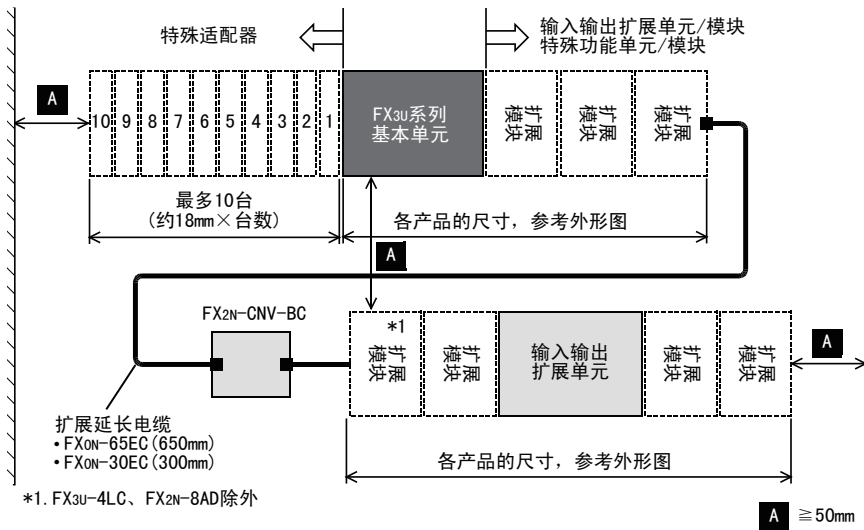 特殊适配器
输入输出扩展单元/模块
特殊功能单元/模块
A
10 9 8 7 6 5 4 3 2 1
FX3U系列
基本单元
扩展
模块
扩展
模块
扩展
模块
最多10台
(约18mm×台数)
各产品的尺寸，参考外形图
A
FX2N-CNV-BC
*1
扩展
模块
扩展
模块
输入输出
扩展单元
扩展
模块
扩展
模块
A
扩展延长电缆
•FX0N-65EC(650mm)
•FX0N-30EC(300mm)
各产品的尺寸，参考外形图
*1. FX3U-4LC、FX2N-8AD除外
A ≧50mm